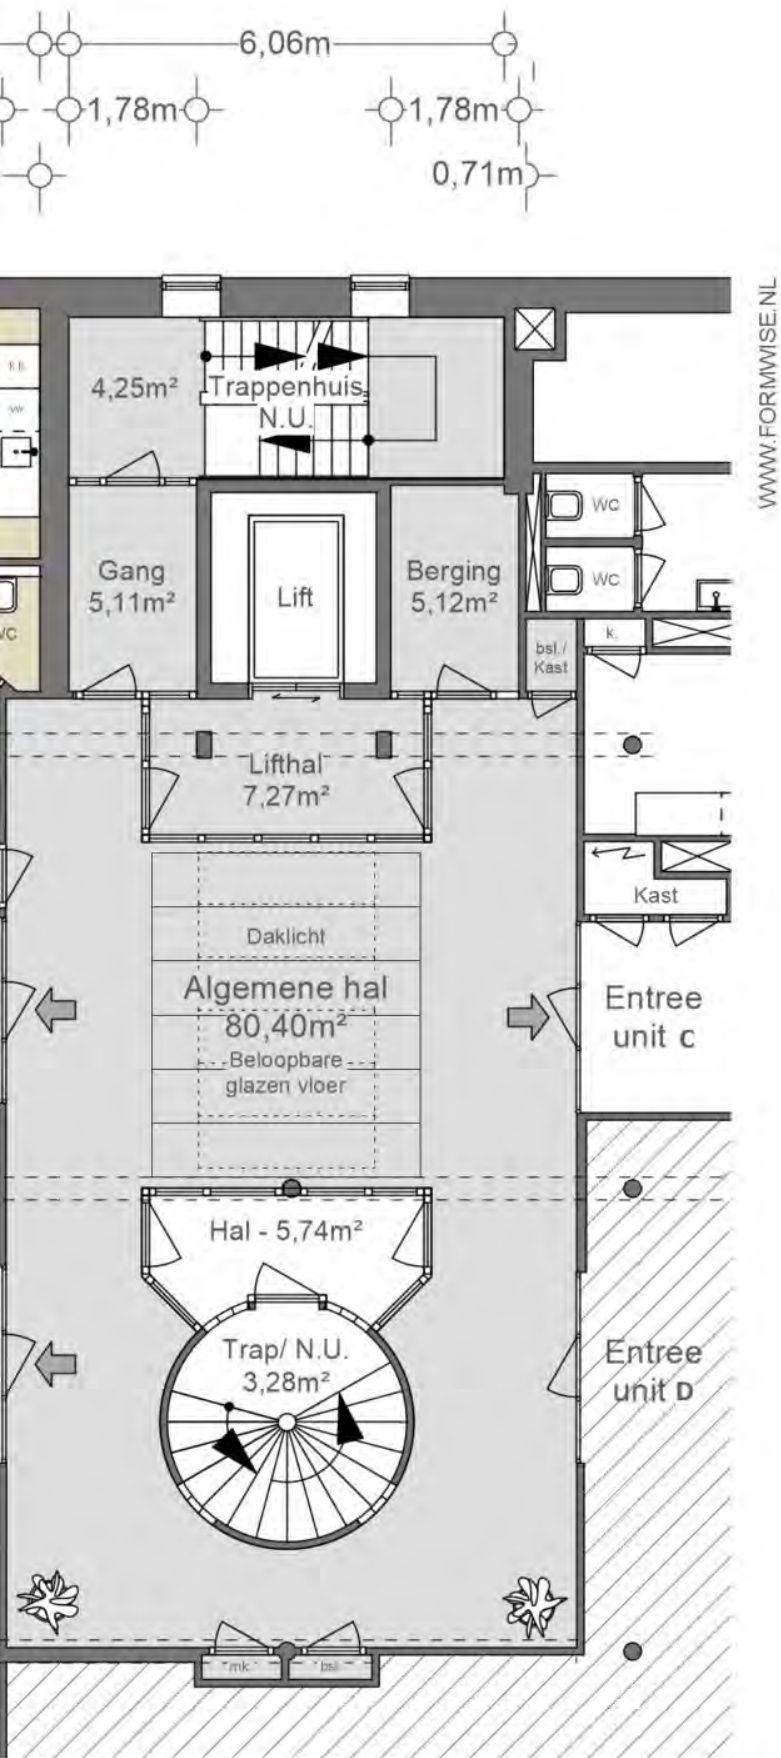 6,06m
1,78m
1,78m
0,71m
WWW.FORMWISE.NL
4,25m²
Trappenhuis
N.U.
WC
WC
WC
Gang
5,11m²
Lift
Berging
5,12m²
bsl./
Kast
k.
Lifthal
7,27m²
Kast
Daklicht
Algemene hal
80,40m²
Beloopbare
glazen vloer
Entree
unit C
Hal - 5,74m²
Trap/ N.U.
3,28m²
Entree
unit D
mk.
bsl.